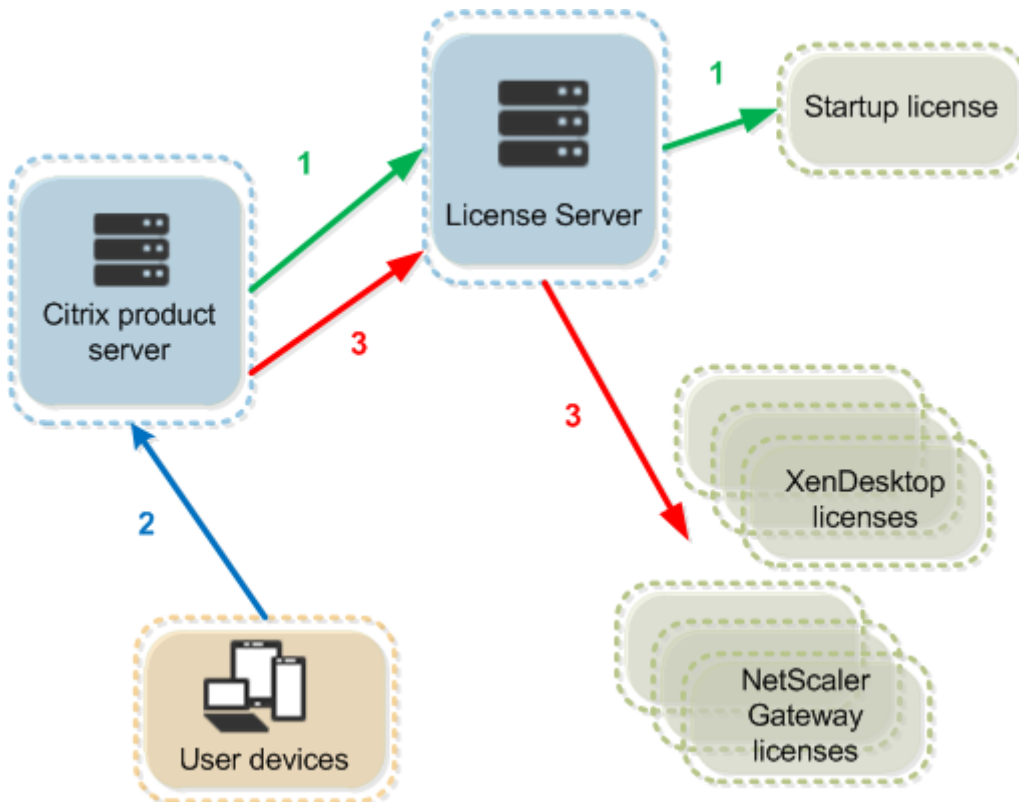 1
Startup license
1
License Server
Citrix product
server
3
3
XenDesktop
licenses
2
NetScaler
Gateway
licenses
User devices